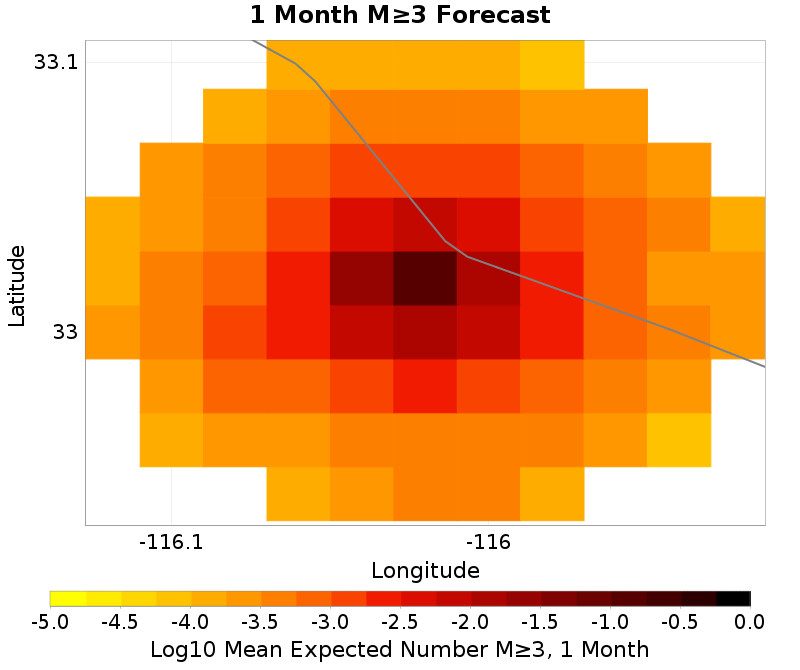 1 Month M≥3 Forecast
33.1
33
Latitude
-116.1
-116
Longitude
-5.0 -4.5 -4.0 -3.5 -3.0 -2.5 -2.0 -1.5 -1.0 -0.5 0.0
Log10 Mean Expected Number M≥3, 1 Month